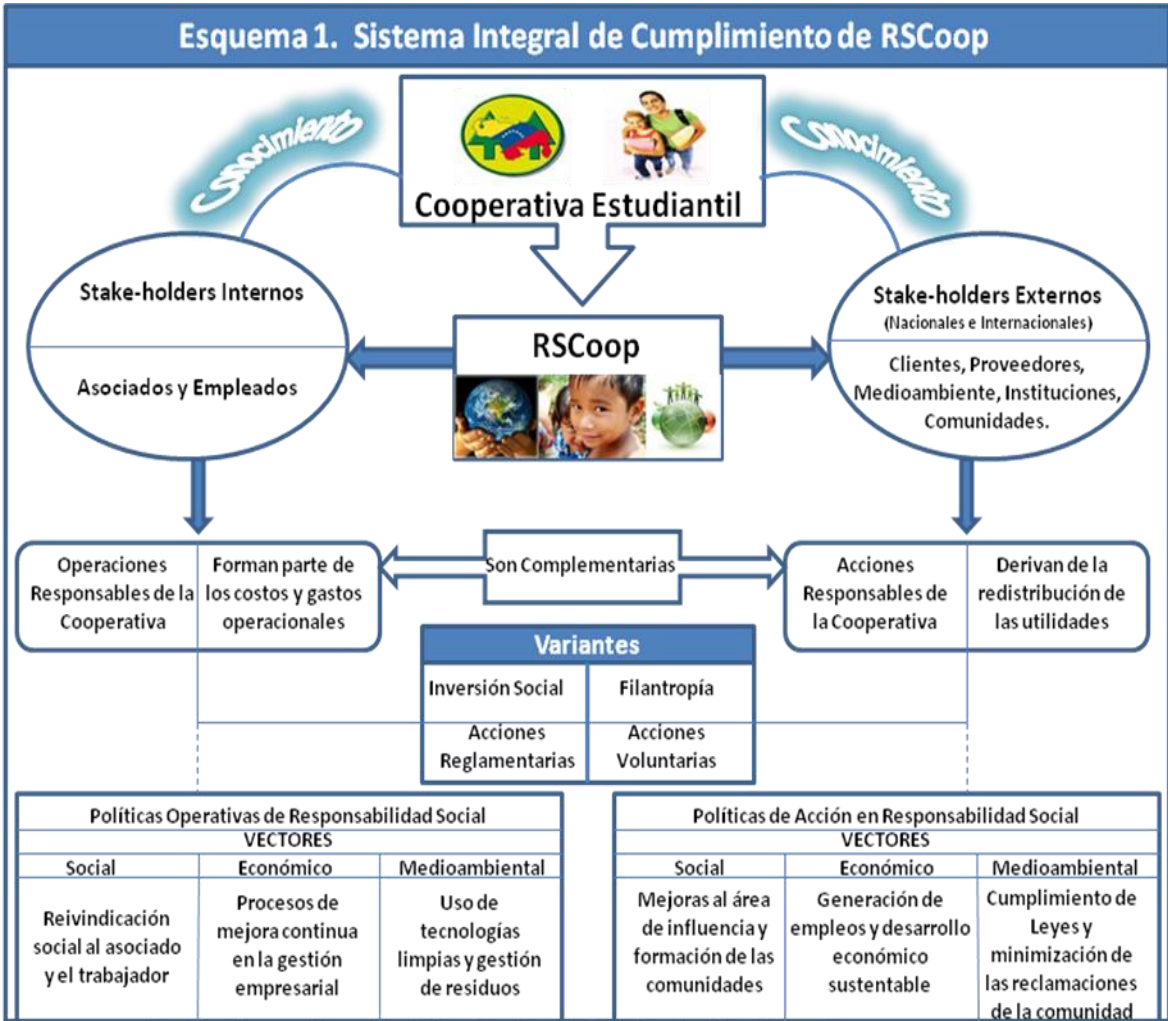 Esquema 1. Sistema Integral de Cumplimiento de RSCoop
Conocimiento
Conocimiento
Cooperativa Estudiantil
Stake-holders Internos
Asociados y Empleados
RSCoop
Stake-holders Externos
(Nacionales e Internacionales)
Clientes, Proveedores,
Medioambiente, Instituciones,
Comunidades.
Operaciones
Responsables de la
Cooperativa
Forman parte de
los costos y gastos
operacionales
Son Complementarias
Acciones
Responsables de
la Cooperativa
Derivan de la
redistribución de
las utilidades
Variantes
Inversión Social
Filantropía
Acciones
Reglamentarias
Acciones
Voluntarias
Políticas Operativas de Responsabilidad Social
VECTORES
Social
Económico
Medioambiental
Reivindicación
social al asociado
y el trabajador
Procesos de
mejora continua
en la gestión
empresarial
Uso de
tecnologías
limpias y gestión
de residuos
Políticas de Acción en Responsabilidad Social
VECTORES
Social
Económico
Medioambiental
Mejoras al área
de influencia y
formación de las
comunidades
Generación de
empleos y desarrollo
económico
sustentable
Cumplimiento de
Leyes y
minimización de
las reclamaciones
de la comunidad